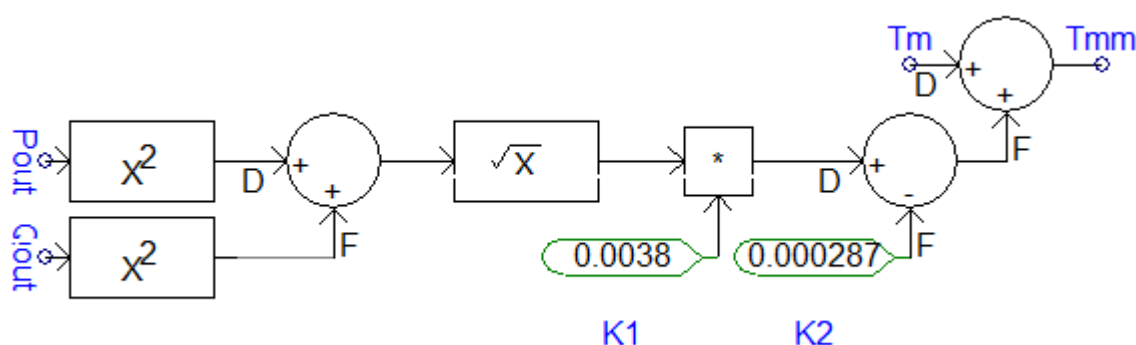 Tm
Tmm
+
D
+
F
Pout
X²
D
+
+
√X
*
D
+
-
Qout
X²
F
0.0038
0.000287
F
K1
K2